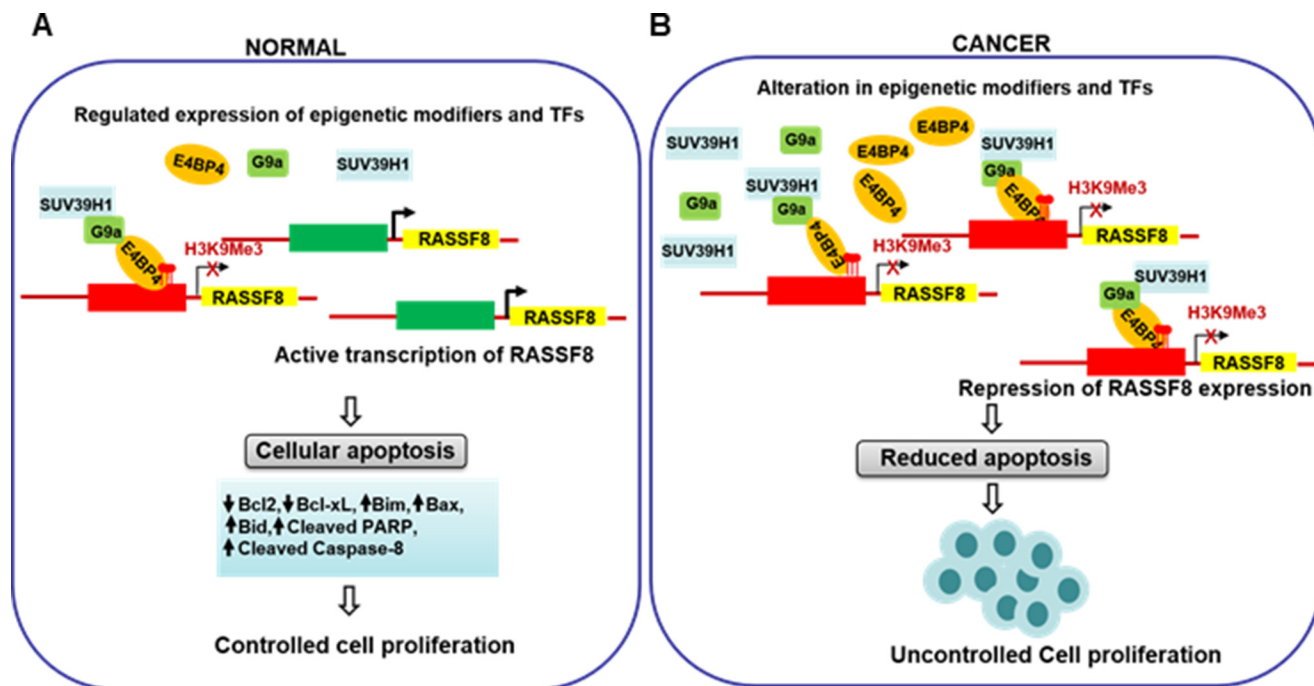 A
NORMAL
Regulated expression of epigenetic modifiers and TFs
E4BP4
G9a
SUV39H1
SUV39H1
G9a
E4BP4
H3K9Me3
RASSF8
RASSF8
RASSF8
Active transcription of RASSF8
Cellular apoptosis
↓Bcl2,↓Bcl-xL,↑Bim,↑Bax,
↑Bid,↑Cleaved PARP,
↑Cleaved Caspase-8
Controlled cell proliferation
B
CANCER
Alteration in epigenetic modifiers and TFs
SUV39H1
G9a
E4BP4
E4BP4
SUV39H1
G9a
E4BP4
H3K9Me3
RASSF8
SUV39H1
G9a
E4BP4
G9a
E4BP4
H3K9Me3
RASSF8
SUV39H1
SUV39H1
G9a
E4BP4
H3K9Me3
RASSF8
Repression of RASSF8 expression
Reduced apoptosis
Uncontrolled Cell proliferation